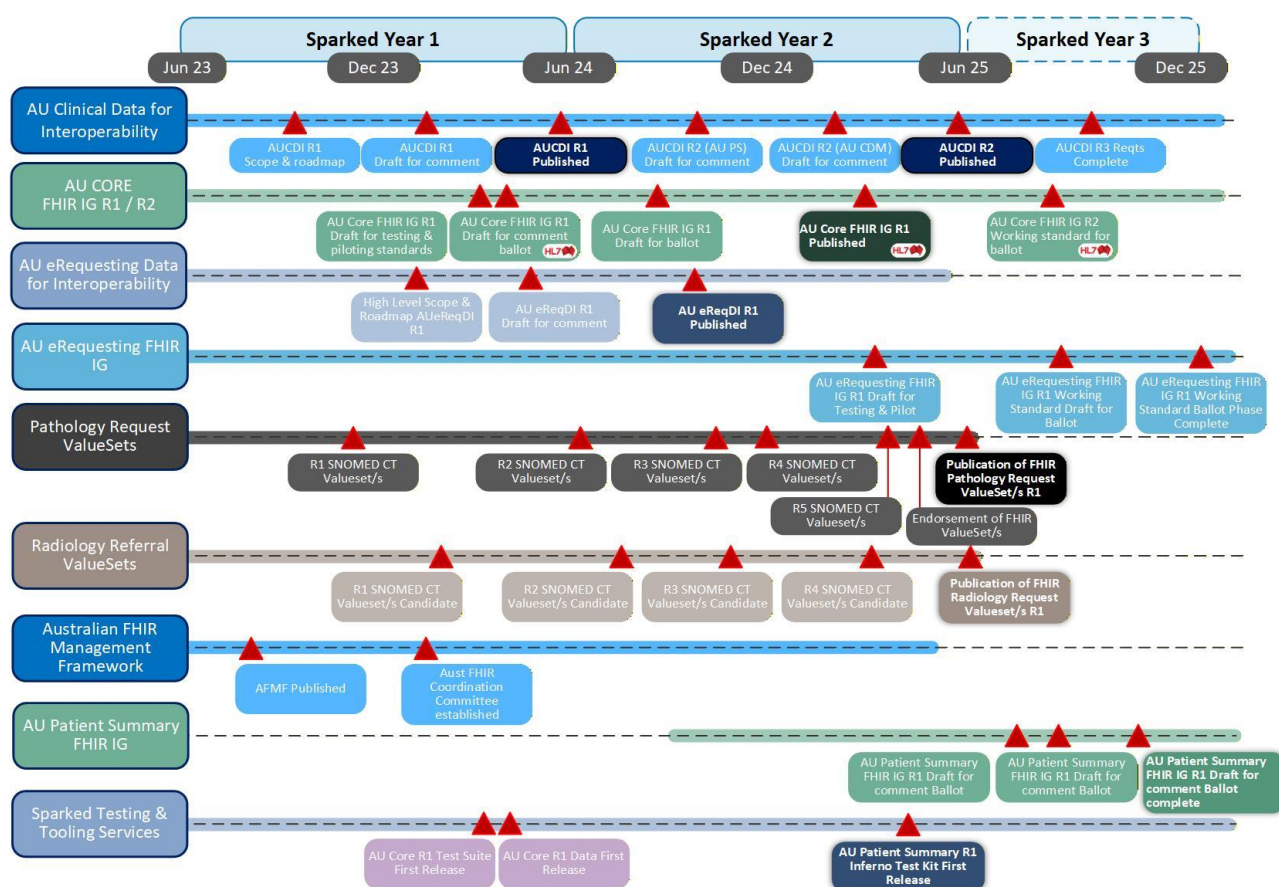 Sparked Year 1
Sparked Year 2
Sparked Year 3
Jun 23
Dec 23
Jun 24
Dec 24
Jun 25
Dec 25
AU Clinical Data for
Interoperability
AUCDI R1
Scope & roadmap
AUCDI R1
Draft for comment
AUCDI R1
Published
AUCDI R2 (AU PS)
Draft for comment
AUCDI R2 (AU CDM)
Draft for comment
AUCDI R2
Published
AUCDI R3 Reqts
Complete
AU CORE
FHIR IG R1 / R2
AU Core FHIR IG R1
Draft for testing &
piloting standards
AU Core FHIR IG R1
Draft for comment
ballot
HL7
AU Core FHIR IG R1
Draft for ballot
AU Core FHIR IG R1
Published
HL7
AU Core FHIR IG R2
Working standard for
ballot
HL7
AU eRequesting Data
for Interoperability
High Level Scope &
Roadmap AUeReqDI
R1
AU eReqDI R1
Draft for comment
AU eReqDI R1
Published
AU eRequesting FHIR
IG
AU eRequesting FHIR
IG R1 Draft for
Testing & Pilot
AU eRequesting FHIR
IG R1 Working
Standard Draft for
Ballot
AU eRequesting FHIR
IG R1 Working
Standard Ballot Phase
Complete
Pathology Request
ValueSets
R1 SNOMED CT
Valueset/s
R2 SNOMED CT
Valueset/s
R3 SNOMED CT
Valueset/s
R4 SNOMED CT
Valueset/s
R5 SNOMED CT
Valueset/s
Endorsement of FHIR
ValueSet/s
Publication of FHIR
Pathology Request
ValueSet/s R1
Radiology Referral
ValueSets
R1 SNOMED CT
Valueset/s Candidate
R2 SNOMED CT
Valueset/s Candidate
R3 SNOMED CT
Valueset/s Candidate
R4 SNOMED CT
Valueset/s Candidate
Publication of FHIR
Radiology Request
Valueset/s R1
Australian FHIR
Management
Framework
AFMF Published
Aust FHIR
Coordination
Committee
established
AU Patient Summary
FHIR IG
AU Patient Summary
FHIR IG R1 Draft for
comment Ballot
AU Patient Summary
FHIR IG R1 Draft for
comment Ballot
AU Patient Summary
FHIR IG R1 Draft for
comment Ballot
complete
Sparked Testing &
Tooling Services
AU Core R1 Test Suite
First Release
AU Core R1 Data First
Release
AU Patient Summary R1
Inferno Test Kit First
Release